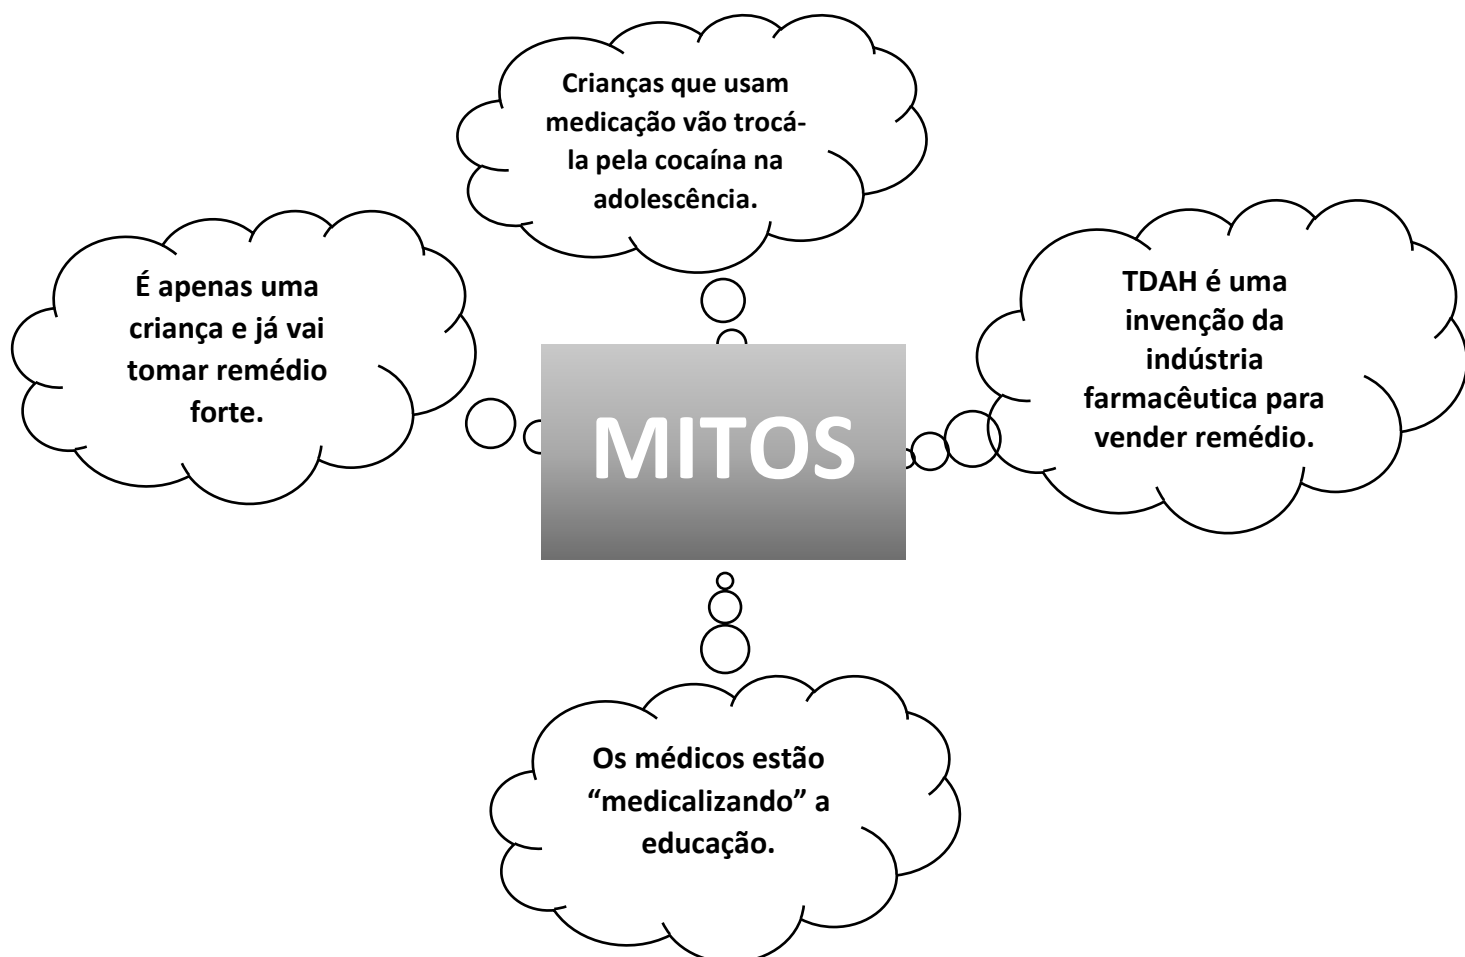 Crianças que usam
medicação vão trocá-
la pela cocaína na
adolescência.
É apenas uma
criança e já vai
tomar remédio
forte.
TDAH é uma
invenção da
indústria
farmacêutica para
vender remédio.
MITOS
Os médicos estão
“medicalizando” a
educação.